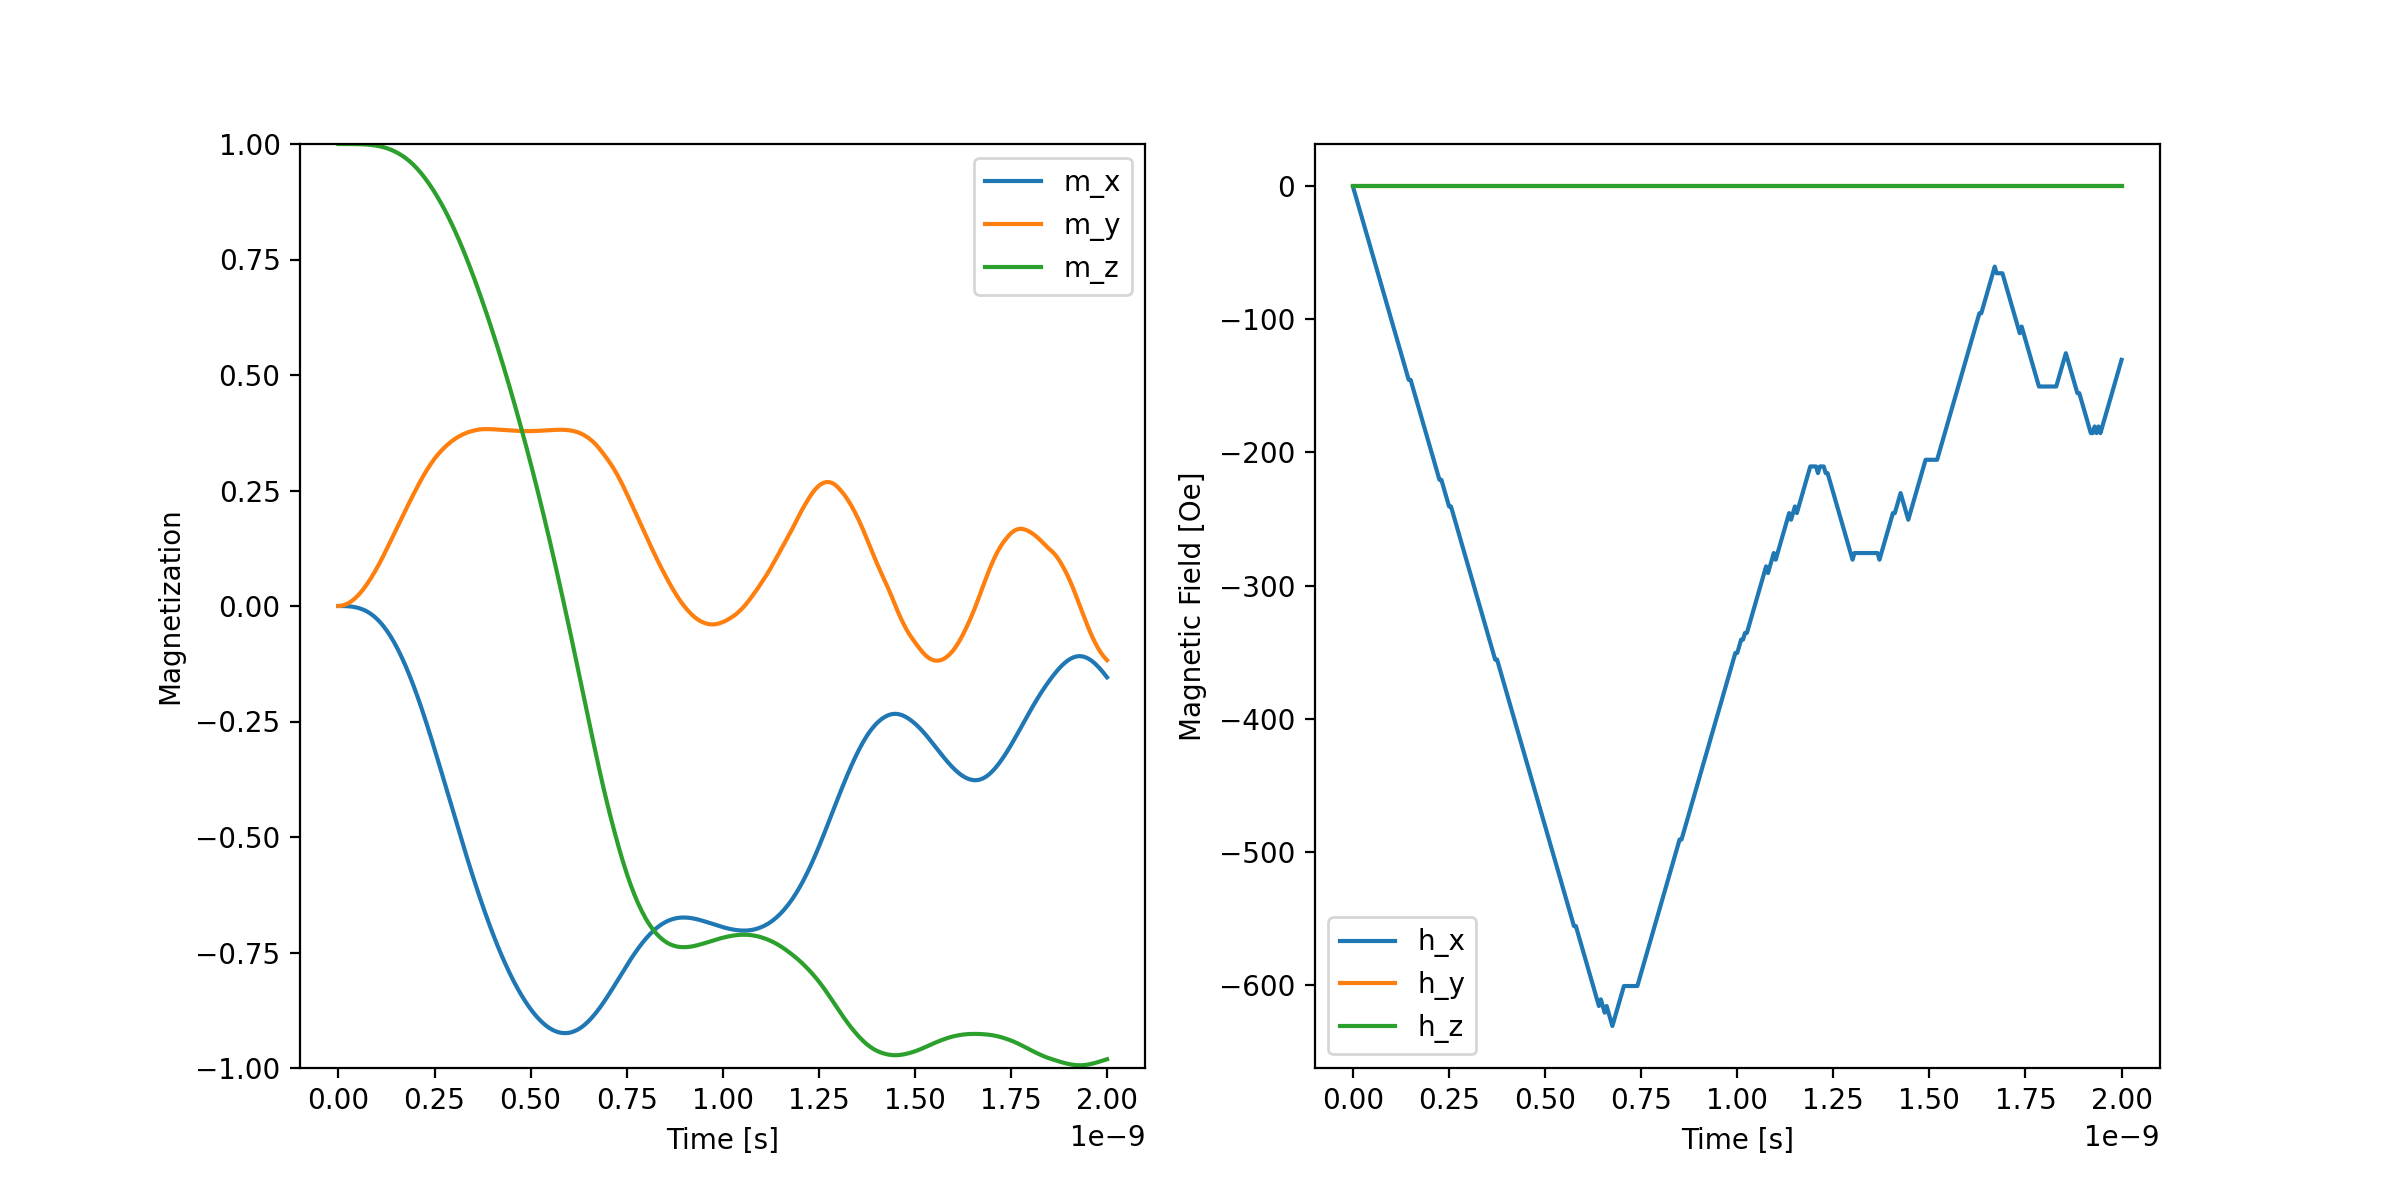 1.00
0.75
0.50
0.25
0.00
−0.25
−0.50
−0.75
−1.00
Magnetization
m_x
m_y
m_z
0.00 0.25 0.50 0.75 1.00 1.25 1.50 1.75 2.00
Time [s]
1e−9
0
−100
−200
−300
−400
−500
−600
Magnetic Field [Oe]
h_x
h_y
h_z
0.00 0.25 0.50 0.75 1.00 1.25 1.50 1.75 2.00
Time [s]
1e−9